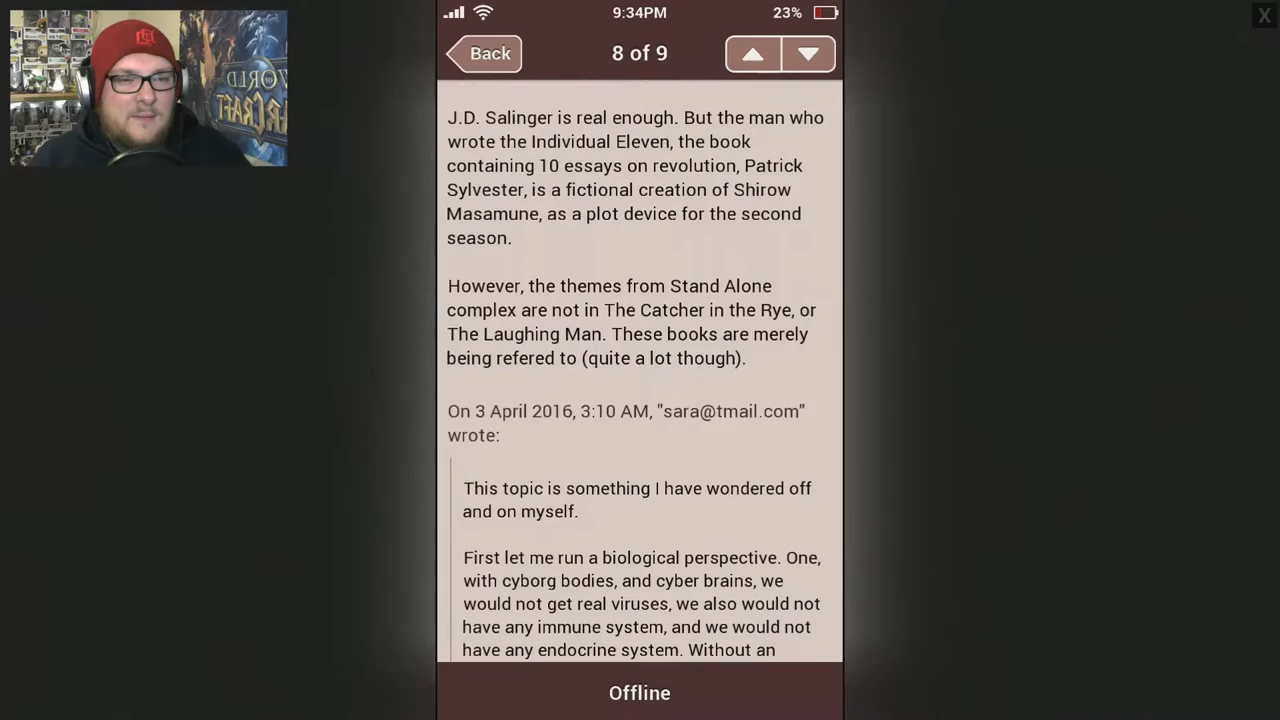 9:34PM
23%
X
Back
8 of 9
WORLD
WARCRAFT
J.D. Salinger is real enough. But the man who
wrote the Individual Eleven, the book
containing 10 essays on revolution, Patrick
Sylvester, is a fictional creation of Shirow
Masamune, as a plot device for the second
season.
However, the themes from Stand Alone
complex are not in The Catcher in the Rye, or
The Laughing Man. These books are merely
being refered to (quite a lot though).
On 3 April 2016, 3:10 AM, "sara@tmail.com"
wrote:
This topic is something I have wondered off
and on myself.
First let me run a biological perspective. One,
with cyborg bodies, and cyber brains, we
would not get real viruses, we also would not
have any immune system, and we would not
have any endocrine system. Without an
Offline